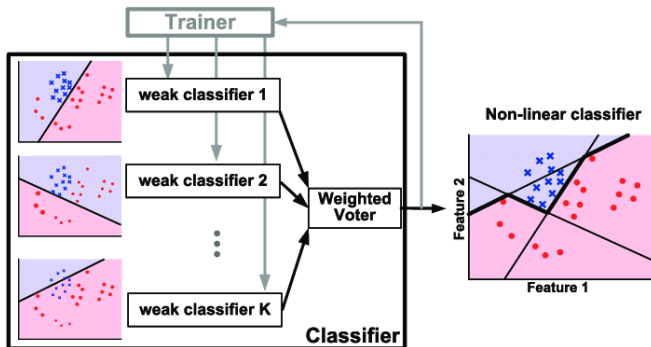 Trainer
weak classifier 1
weak classifier 2
weak classifier K
Weighted
Voter
Classifier
Non-linear classifier
Feature 2
Feature 1